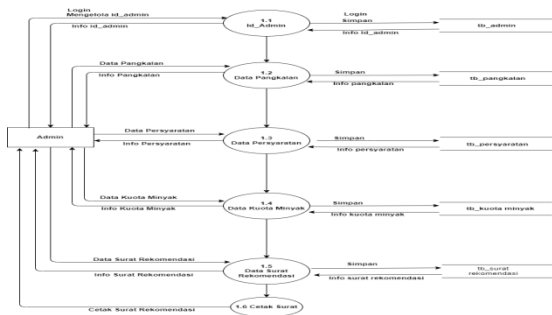 Login
Mengelola id_admin
Info id_admin
1.1
Id_Admin
Login
Simpan
Info id_admin
tb_admin
Data Pangkalan
Info Pangkalan
1.2
Data Pangkalan
Simpan
Info pangkalan
tb_pangkalan
Admin
Data Persyaratan
Info Persyaratan
1.3
Data Persyaratan
Simpan
Info persyaratan
tb_persyaratan
Data Kuota Minyak
Info Kuota Minyak
1.4
Data Kuota Minyak
Simpan
Info kuota minyak
tb_kuota minyak
Data Surat Rekomendasi
Info Surat Rekomendasi
1.5
Data Surat
Rekomendasi
Simpan
Info surat rekomendasi
tb_surat
rekomendasi
Cetak Surat Rekomendasi
1.6 Cetak Surat